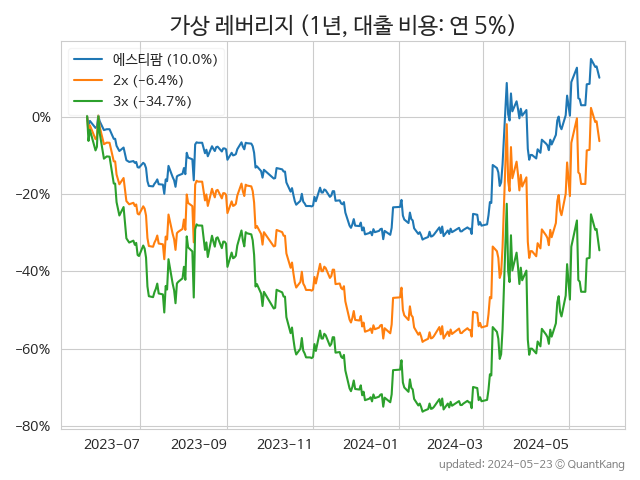 가상 레버리지 (1년, 대출 비용: 연 5%)
에스티팜 (10.0%)
2x (−6.4%)
3x (−34.7%)
0%
−20%
−40%
−60%
−80%
2023-07 2023-09 2023-11 2024-01 2024-03 2024-05
updated: 2024-05-23 © QuantKang